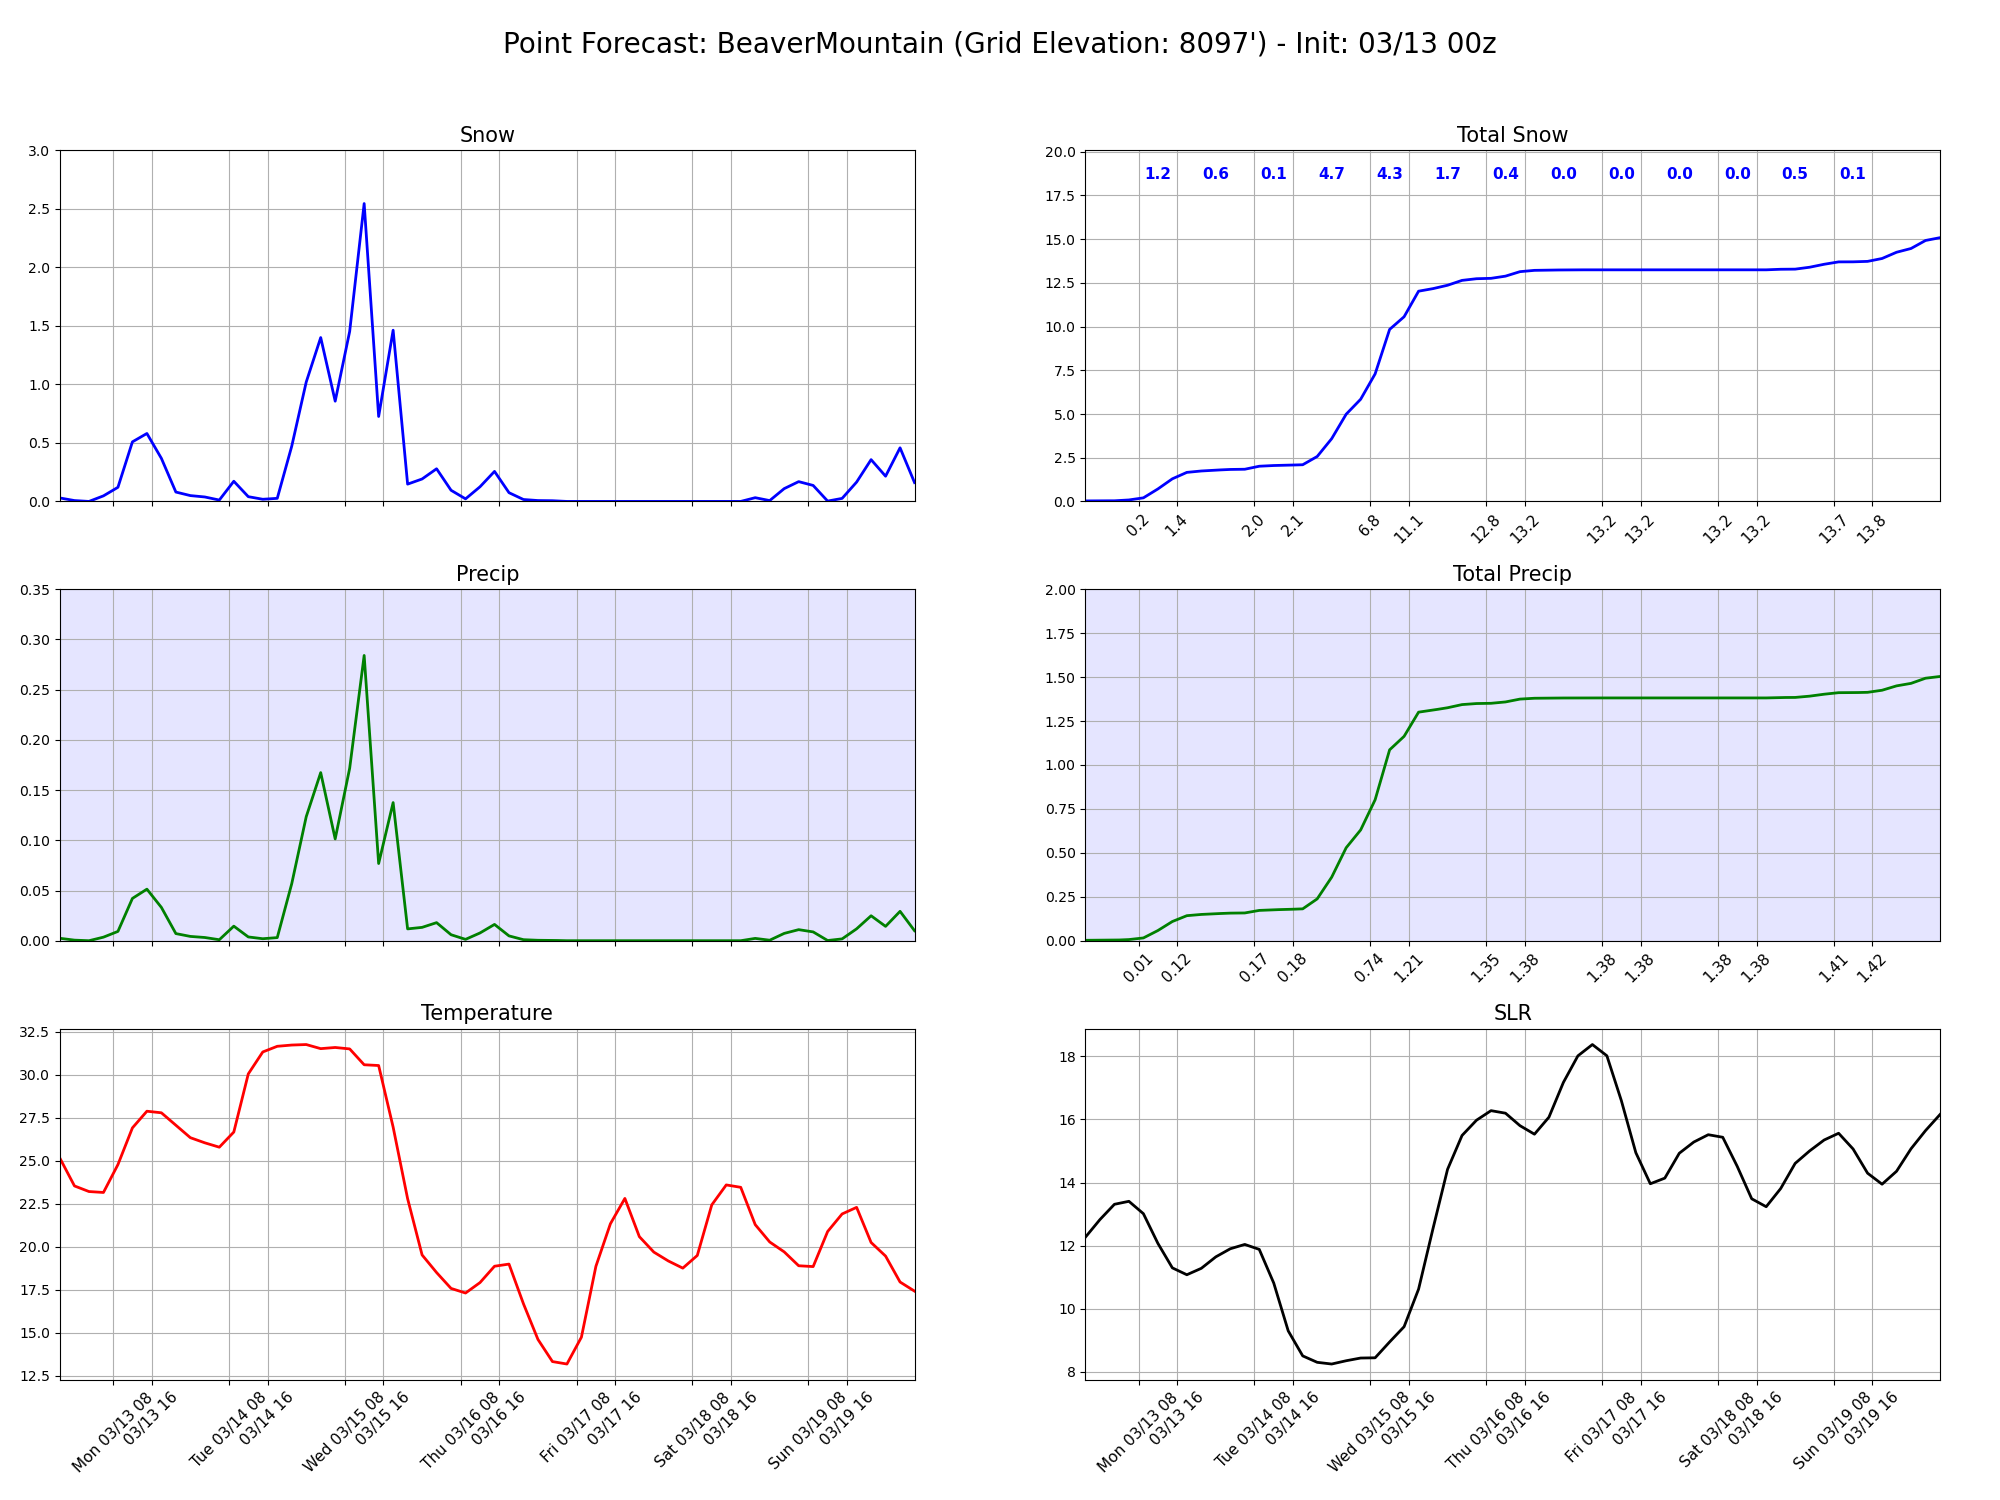 Point Forecast: BeaverMountain (Grid Elevation: 8097') - Init: 03/13 00z
Snow
3.0
2.5
2.0
1.5
1.0
0.5
0.0
Total Snow
20.0
17.5
15.0
12.5
10.0
7.5
5.0
2.5
0.0
1.2 0.6 0.1 4.7 4.3 1.7 0.4 0.0 0.0 0.0 0.0 0.5 0.1
0.2 1.4 2.0 2.1 6.8 11.1 12.8 13.2 13.2 13.2 13.2 13.2 13.7 13.8
Precip
0.35
0.30
0.25
0.20
0.15
0.10
0.05
0.00
Total Precip
2.00
1.75
1.50
1.25
1.00
0.75
0.50
0.25
0.00
0.01 0.12 0.17 0.18 0.74 1.21 1.35 1.38 1.38 1.38 1.38 1.38 1.41 1.42
Temperature
32.5
30.0
27.5
25.0
22.5
20.0
17.5
15.0
12.5
Mon 03/13 08
03/13 16
Tue 03/14 08
03/14 16
Wed 03/15 08
03/15 16
Thu 03/16 08
03/16 16
Fri 03/17 08
03/17 16
Sat 03/18 08
03/18 16
Sun 03/19 08
03/19 16
SLR
18
16
14
12
10
8
Mon 03/13 08
03/13 16
Tue 03/14 08
03/14 16
Wed 03/15 08
03/15 16
Thu 03/16 08
03/16 16
Fri 03/17 08
03/17 16
Sat 03/18 08
03/18 16
Sun 03/19 08
03/19 16